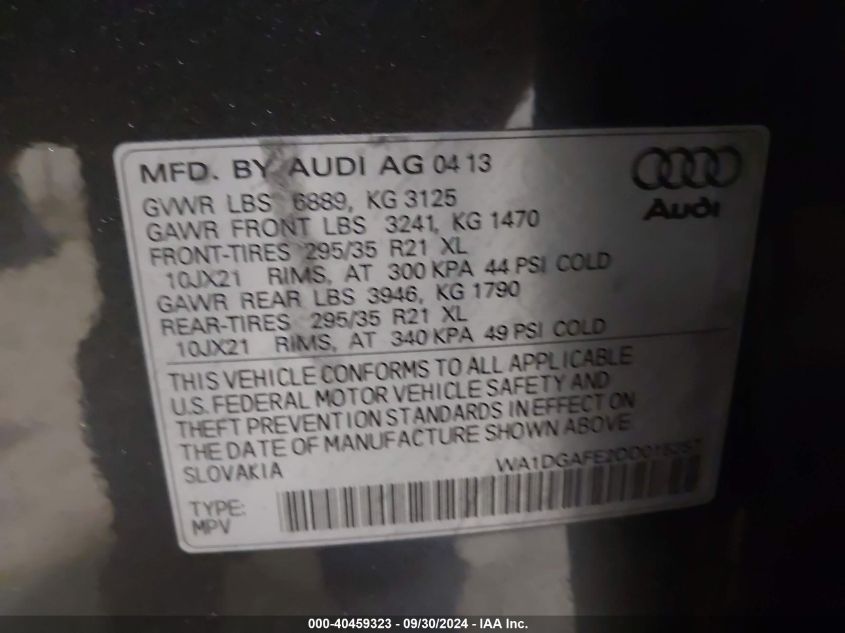 MFD. BY AUDI AG 04 13
GVWR LBS 6889, KG 3125
GAWR FRONT LBS 3241, KG 1470
FRONT-TIRES 295/35 R21 XL
10JX21 RIMS, AT 300 KPA 44 PSI COLD
GAWR REAR LBS 3946, KG 1790
REAR-TIRES 295/35 R21 XL
10JX21 RIMS, AT 340 KPA 49 PSI COLD
Audi
THIS VEHICLE CONFORMS TO ALL APPLICABLE
U.S. FEDERAL MOTOR VEHICLE SAFETY AND
THEFT PREVENTION STANDARDS IN EFFECT ON
THE DATE OF MANUFACTURE SHOWN ABOVE.
SLOVAKIA
TYPE:
MPV
000-40459323 / 09/30/2024 - IAA Inc.